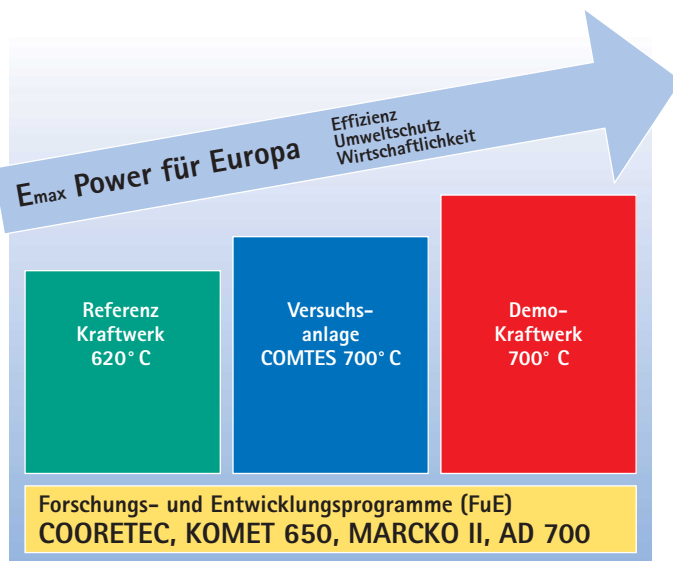 Emax Power für Europa
Effizienz
Umweltschutz
Wirtschaftlichkeit
Referenz
Kraftwerk
620° C
Versuchs-
anlage
COMTES 700° C
Demo-
Kraftwerk
700° C
Forschungs- und Entwicklungsprogramme (FuE)
COORETEC, KOMET 650, MARCKO II, AD 700